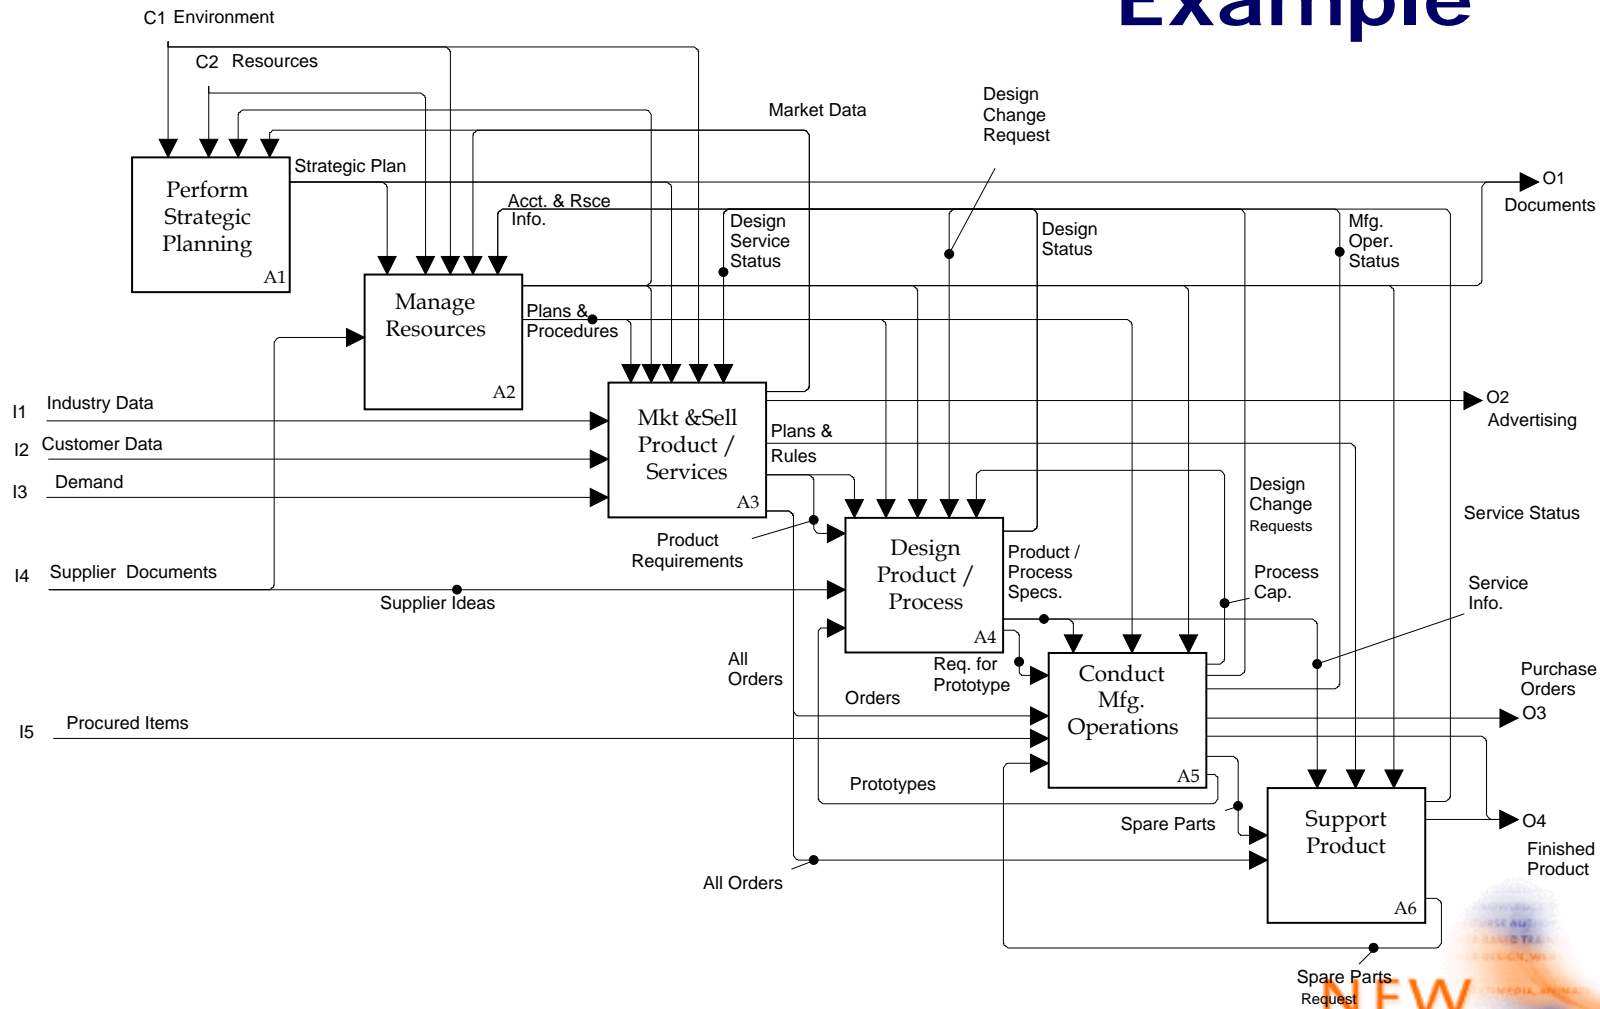 Example
C1 Environment
C2 Resources
Market Data
Design
Change
Request
Perform
Strategic
Planning
A1
Strategic Plan
O1
Documents
Acct. & Rsce
Info.
Design
Service
Status
Design
Status
Mfg.
Oper.
Status
Manage
Resources
A2
Plans &
Procedures
I1 Industry Data
I2 Customer Data
I3 Demand
Mkt &Sell
Product /
Services
A3
O2
Advertising
Plans &
Rules
Product
Requirements
Design
Change
Requests
Service Status
I4 Supplier Documents
Supplier Ideas
Design
Product /
Process
A4
Product /
Process
Specs.
Process
Cap.
Service
Info.
All
Orders
Req. for
Prototype
Orders
Conduct
Mfg.
Operations
A5
Purchase
Orders
O3
I5 Procured Items
Prototypes
Spare Parts
Support
Product
A6
O4
Finished
Product
All Orders
Spare Parts
Request
NEW